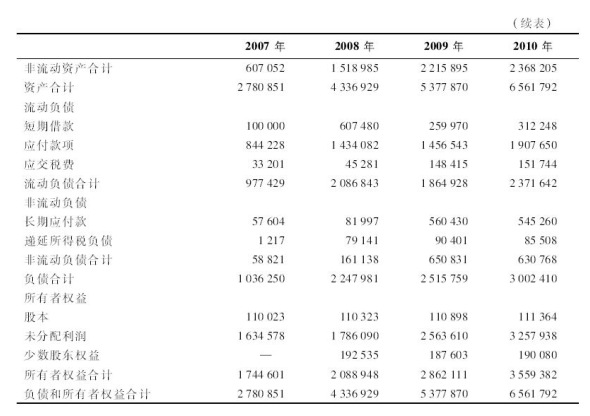 （续表）
2007 年 2008 年 2009 年 2010 年
非流动资产合计 607 052 1 518 985 2 215 895 2 368 205
资产合计 2 780 851 4 336 929 5 377 870 6 561 792
流动负债
短期借款 100 000 607 480 259 970 312 248
应付款项 844 228 1 434 082 1 456 543 1 907 650
应交税费 33 201 45 281 148 415 151 744
流动负债合计 977 429 2 086 843 1 864 928 2 371 642
非流动负债
长期应付款 57 604 81 997 560 430 545 260
递延所得税负债 1 217 79 141 90 401 85 508
非流动负债合计 58 821 161 138 650 831 630 768
负债合计 1 036 250 2 247 981 2 515 759 3 002 410
所有者权益
股本 110 023 110 323 110 898 111 364
未分配利润 1 634 578 1 786 090 2 563 610 3 257 938
少数股东权益 — 192 535 187 603 190 080
所有者权益合计 1 744 601 2 088 948 2 862 111 3 559 382
负债和所有者权益合计 2 780 851 4 336 929 5 377 870 6 561 792